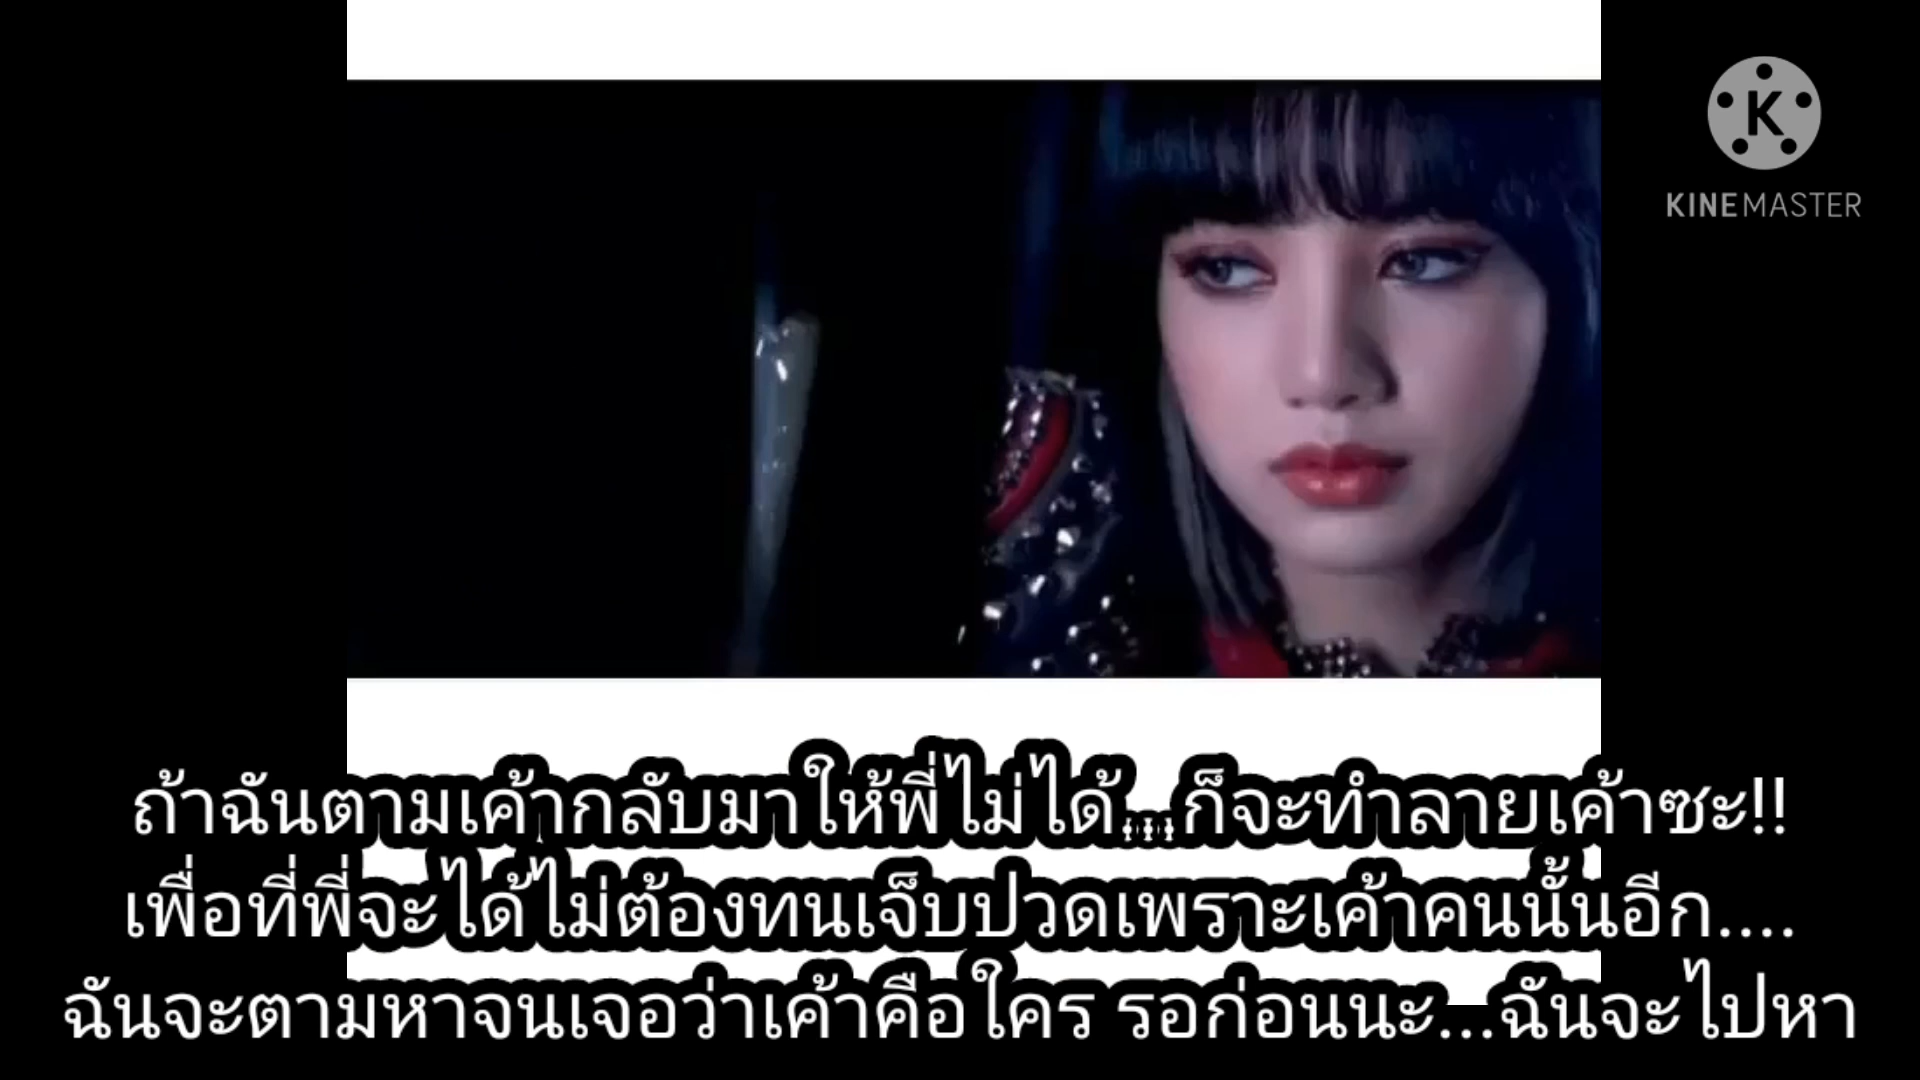 K
KINEMASTER
ถ้าฉันตามเค้ากลับมาให้พี่ไม่ได้...ก็จะทำลายเค้าซะ!!
เพื่อที่พี่จะได้ไม่ต้องทนเจ็บปวดเพราะเค้าคนนั้นอีก....
ฉันจะตามหาจนเจอว่าเค้าคือใคร รอก่อนนะ...ฉันจะไปหา